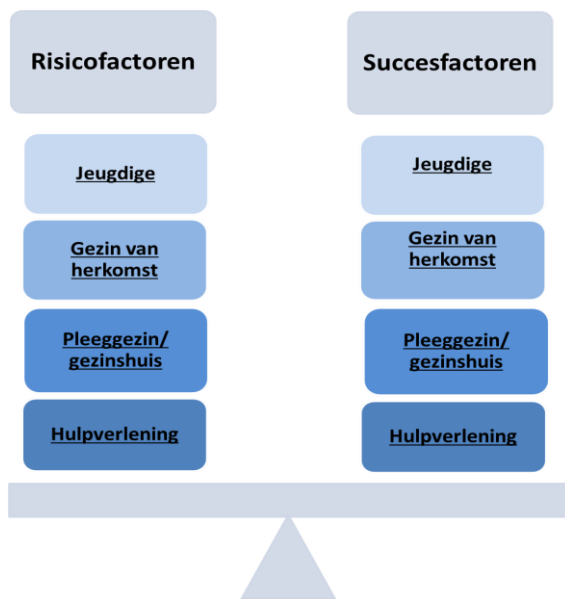 Risicofactoren
Jeugdige
Gezin van
herkomst
Pleeggezin/
gezinshuis
Hulpverlening
Succesfactoren
Jeugdige
Gezin van
herkomst
Pleeggezin/
gezinshuis
Hulpverlening